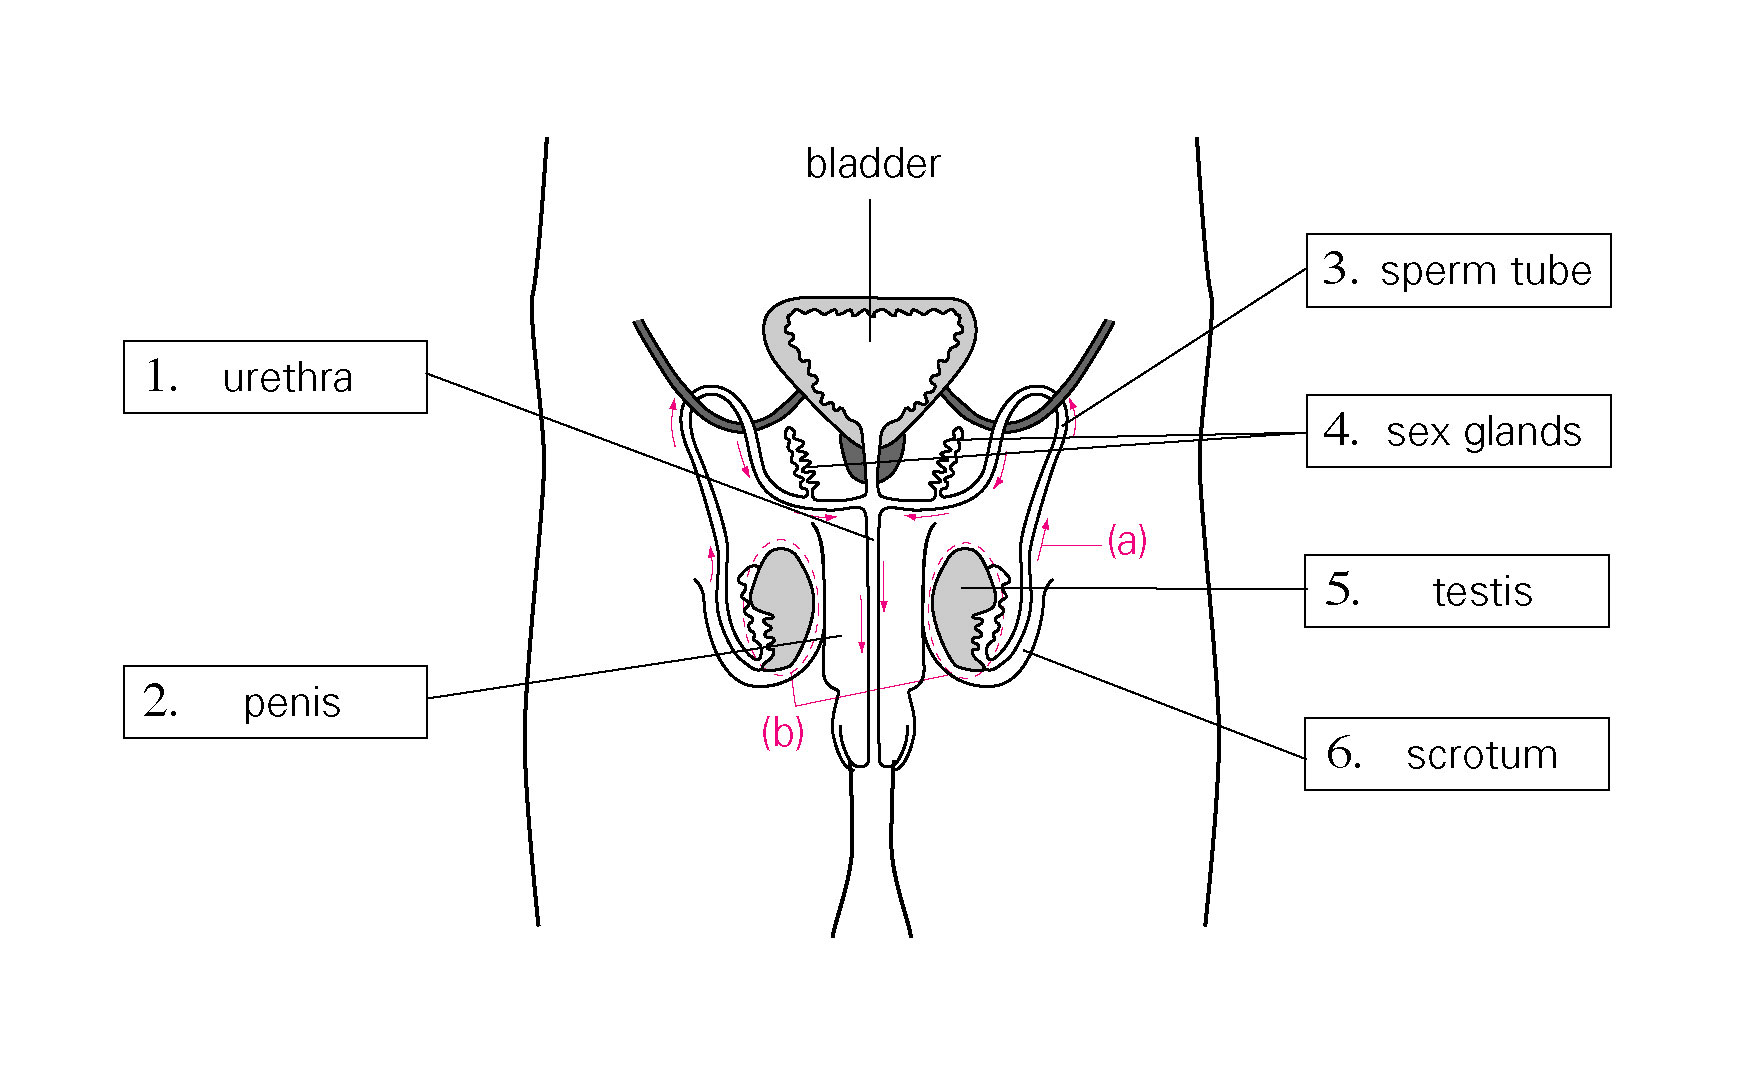 bladder
3. sperm tube
1. urethra
4. sex glands
(a)
5. testis
2. penis
(b)
6. scrotum